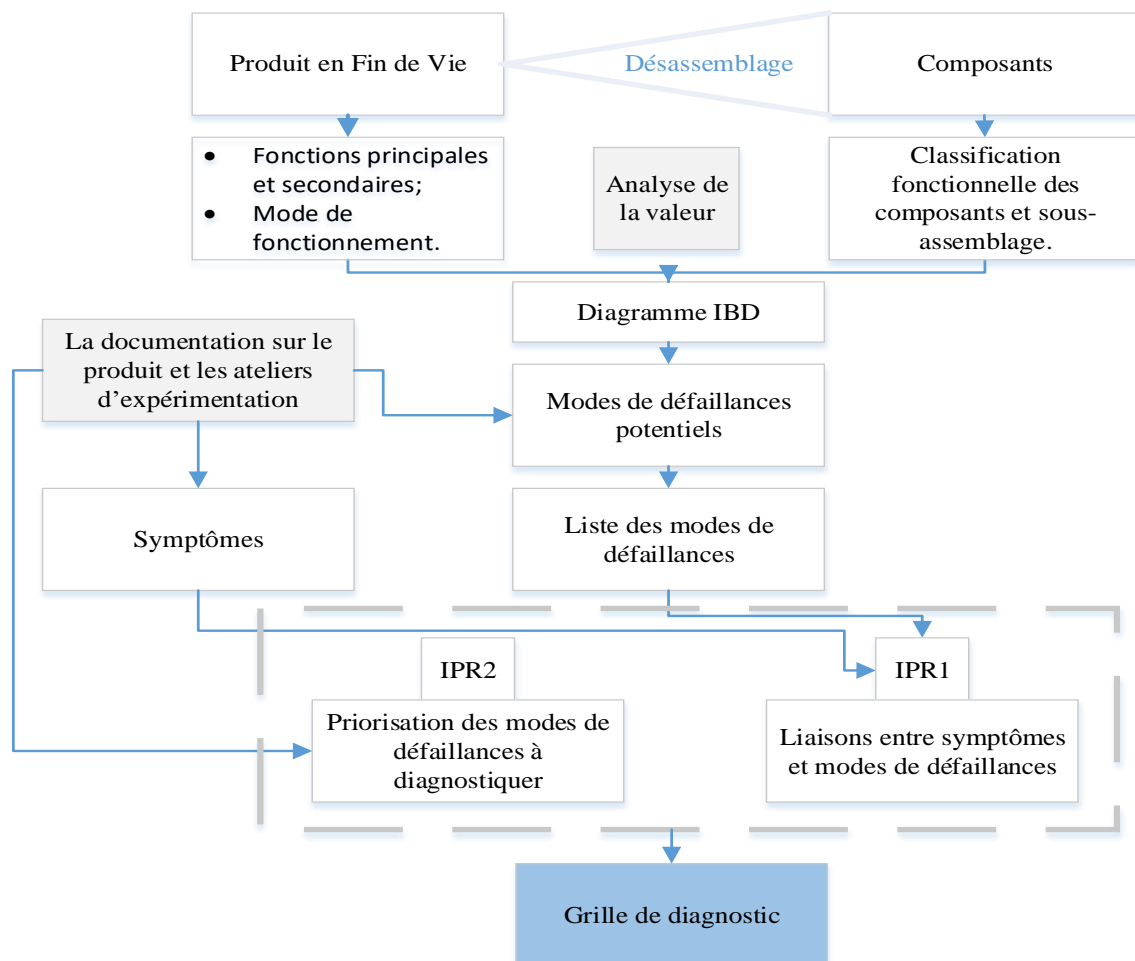 Produit en Fin de Vie
Désassemblage
Composants
• Fonctions principales
et secondaires;
• Mode de
fonctionnement.
Analyse de
la valeur
Classification
fonctionnelle des
composants et sous-
assemblage.
Diagramme IBD
La documentation sur le
produit et les ateliers
d’expérimentation
Modes de défaillances
potentiels
Symptômes
Liste des modes de
défaillances
IPR2
IPR1
Priorisation des modes de
défaillances à
diagnostiquer
Liaisons entre symptômes
et modes de défaillances
Grille de diagnostic